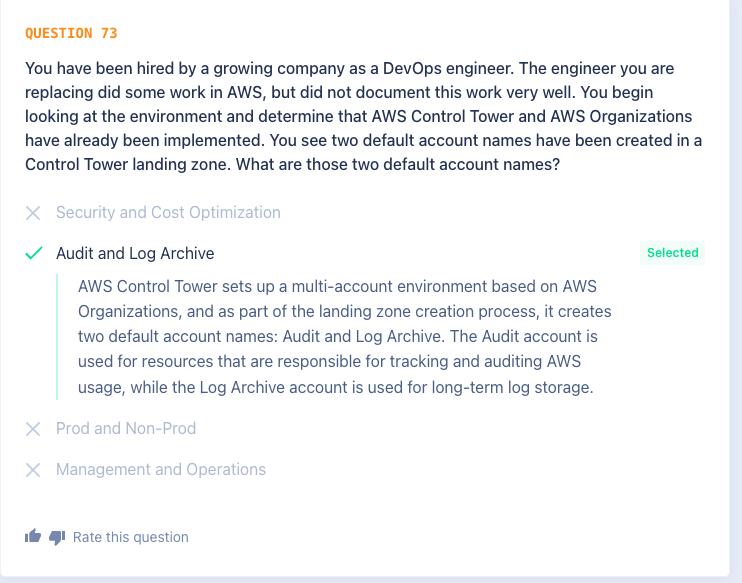 QUESTION 73
You have been hired by a growing company as a DevOps engineer. The engineer you are
replacing did some work in AWS, but did not document this work very well. You begin
looking at the environment and determine that AWS Control Tower and AWS Organizations
have already been implemented. You see two default account names have been created in a
Control Tower landing zone. What are those two default account names?
Security and Cost Optimization
Audit and Log Archive
Selected
AWS Control Tower sets up a multi-account environment based on AWS
Organizations, and as part of the landing zone creation process, it creates
two default account names: Audit and Log Archive. The Audit account is
used for resources that are responsible for tracking and auditing AWS
usage, while the Log Archive account is used for long-term log storage.
Prod and Non-Prod
Management and Operations
Rate this question